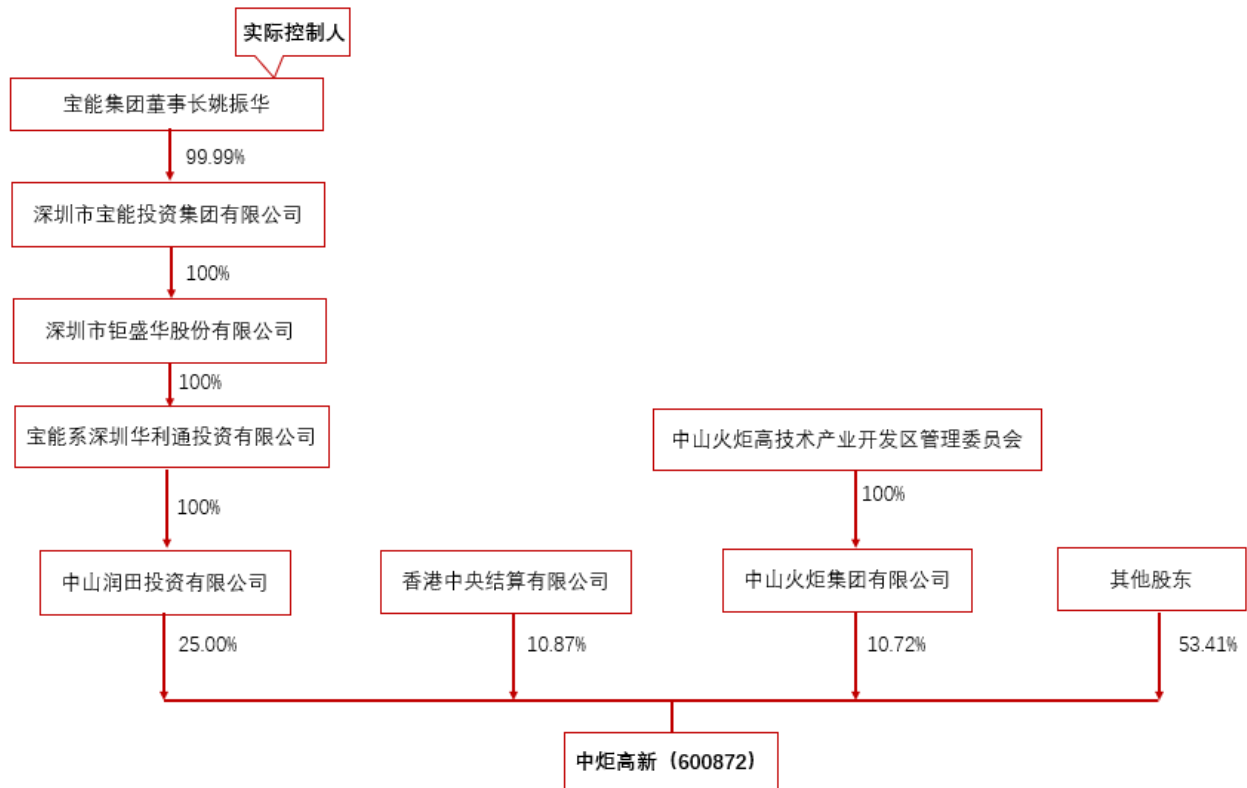 实际控制人
宝能集团董事长姚振华
99.99%
深圳市宝能投资集团有限公司
100%
深圳市钜盛华股份有限公司
100%
宝能系深圳华利通投资有限公司
中山火炬高技术产业开发区管理委员会
100%
100%
中山润田投资有限公司
香港中央结算有限公司
中山火炬集团有限公司
其他股东
25.00%
10.87%
10.72%
53.41%
中炬高新（600872）